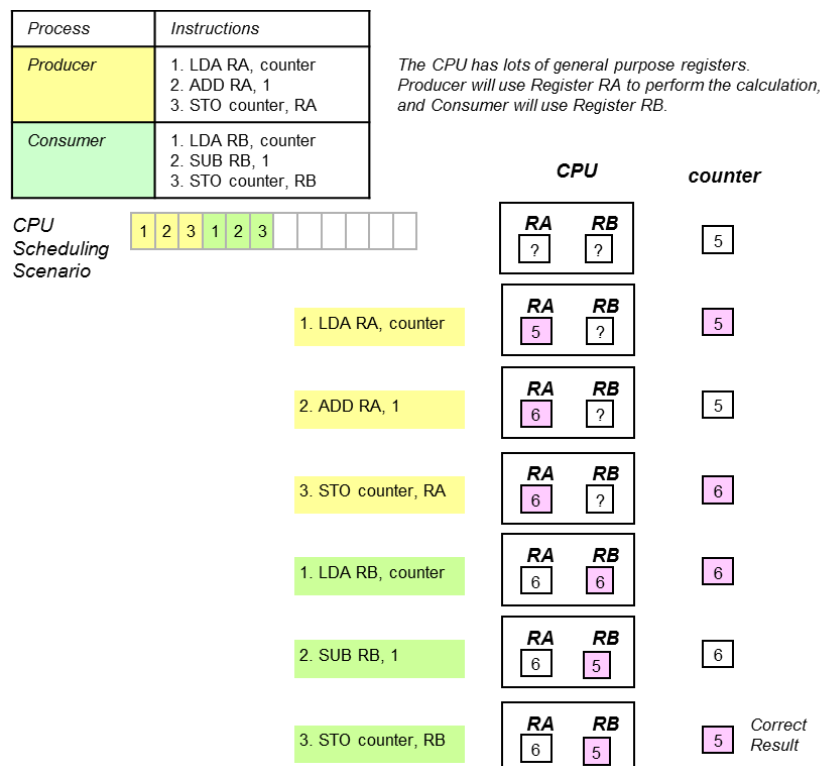 Process Instructions
Producer
1. LDA RA, counter
2. ADD RA, 1
3. STO counter, RA
Consumer
1. LDA RB, counter
2. SUB RB, 1
3. STO counter, RB
The CPU has lots of general purpose registers.
Producer will use Register RA to perform the calculation,
and Consumer will use Register RB.
CPU
Scheduling
Scenario
1 2 3 1 2 3
CPU counter
RA RB
? ? 5
1. LDA RA, counter
RA RB
5 ? 5
2. ADD RA, 1
RA RB
6 ? 5
3. STO counter, RA
RA RB
6 ? 6
1. LDA RB, counter
RA RB
6 6 6
2. SUB RB, 1
RA RB
6 5 6
3. STO counter, RB
RA RB
6 5 5
Correct
Result